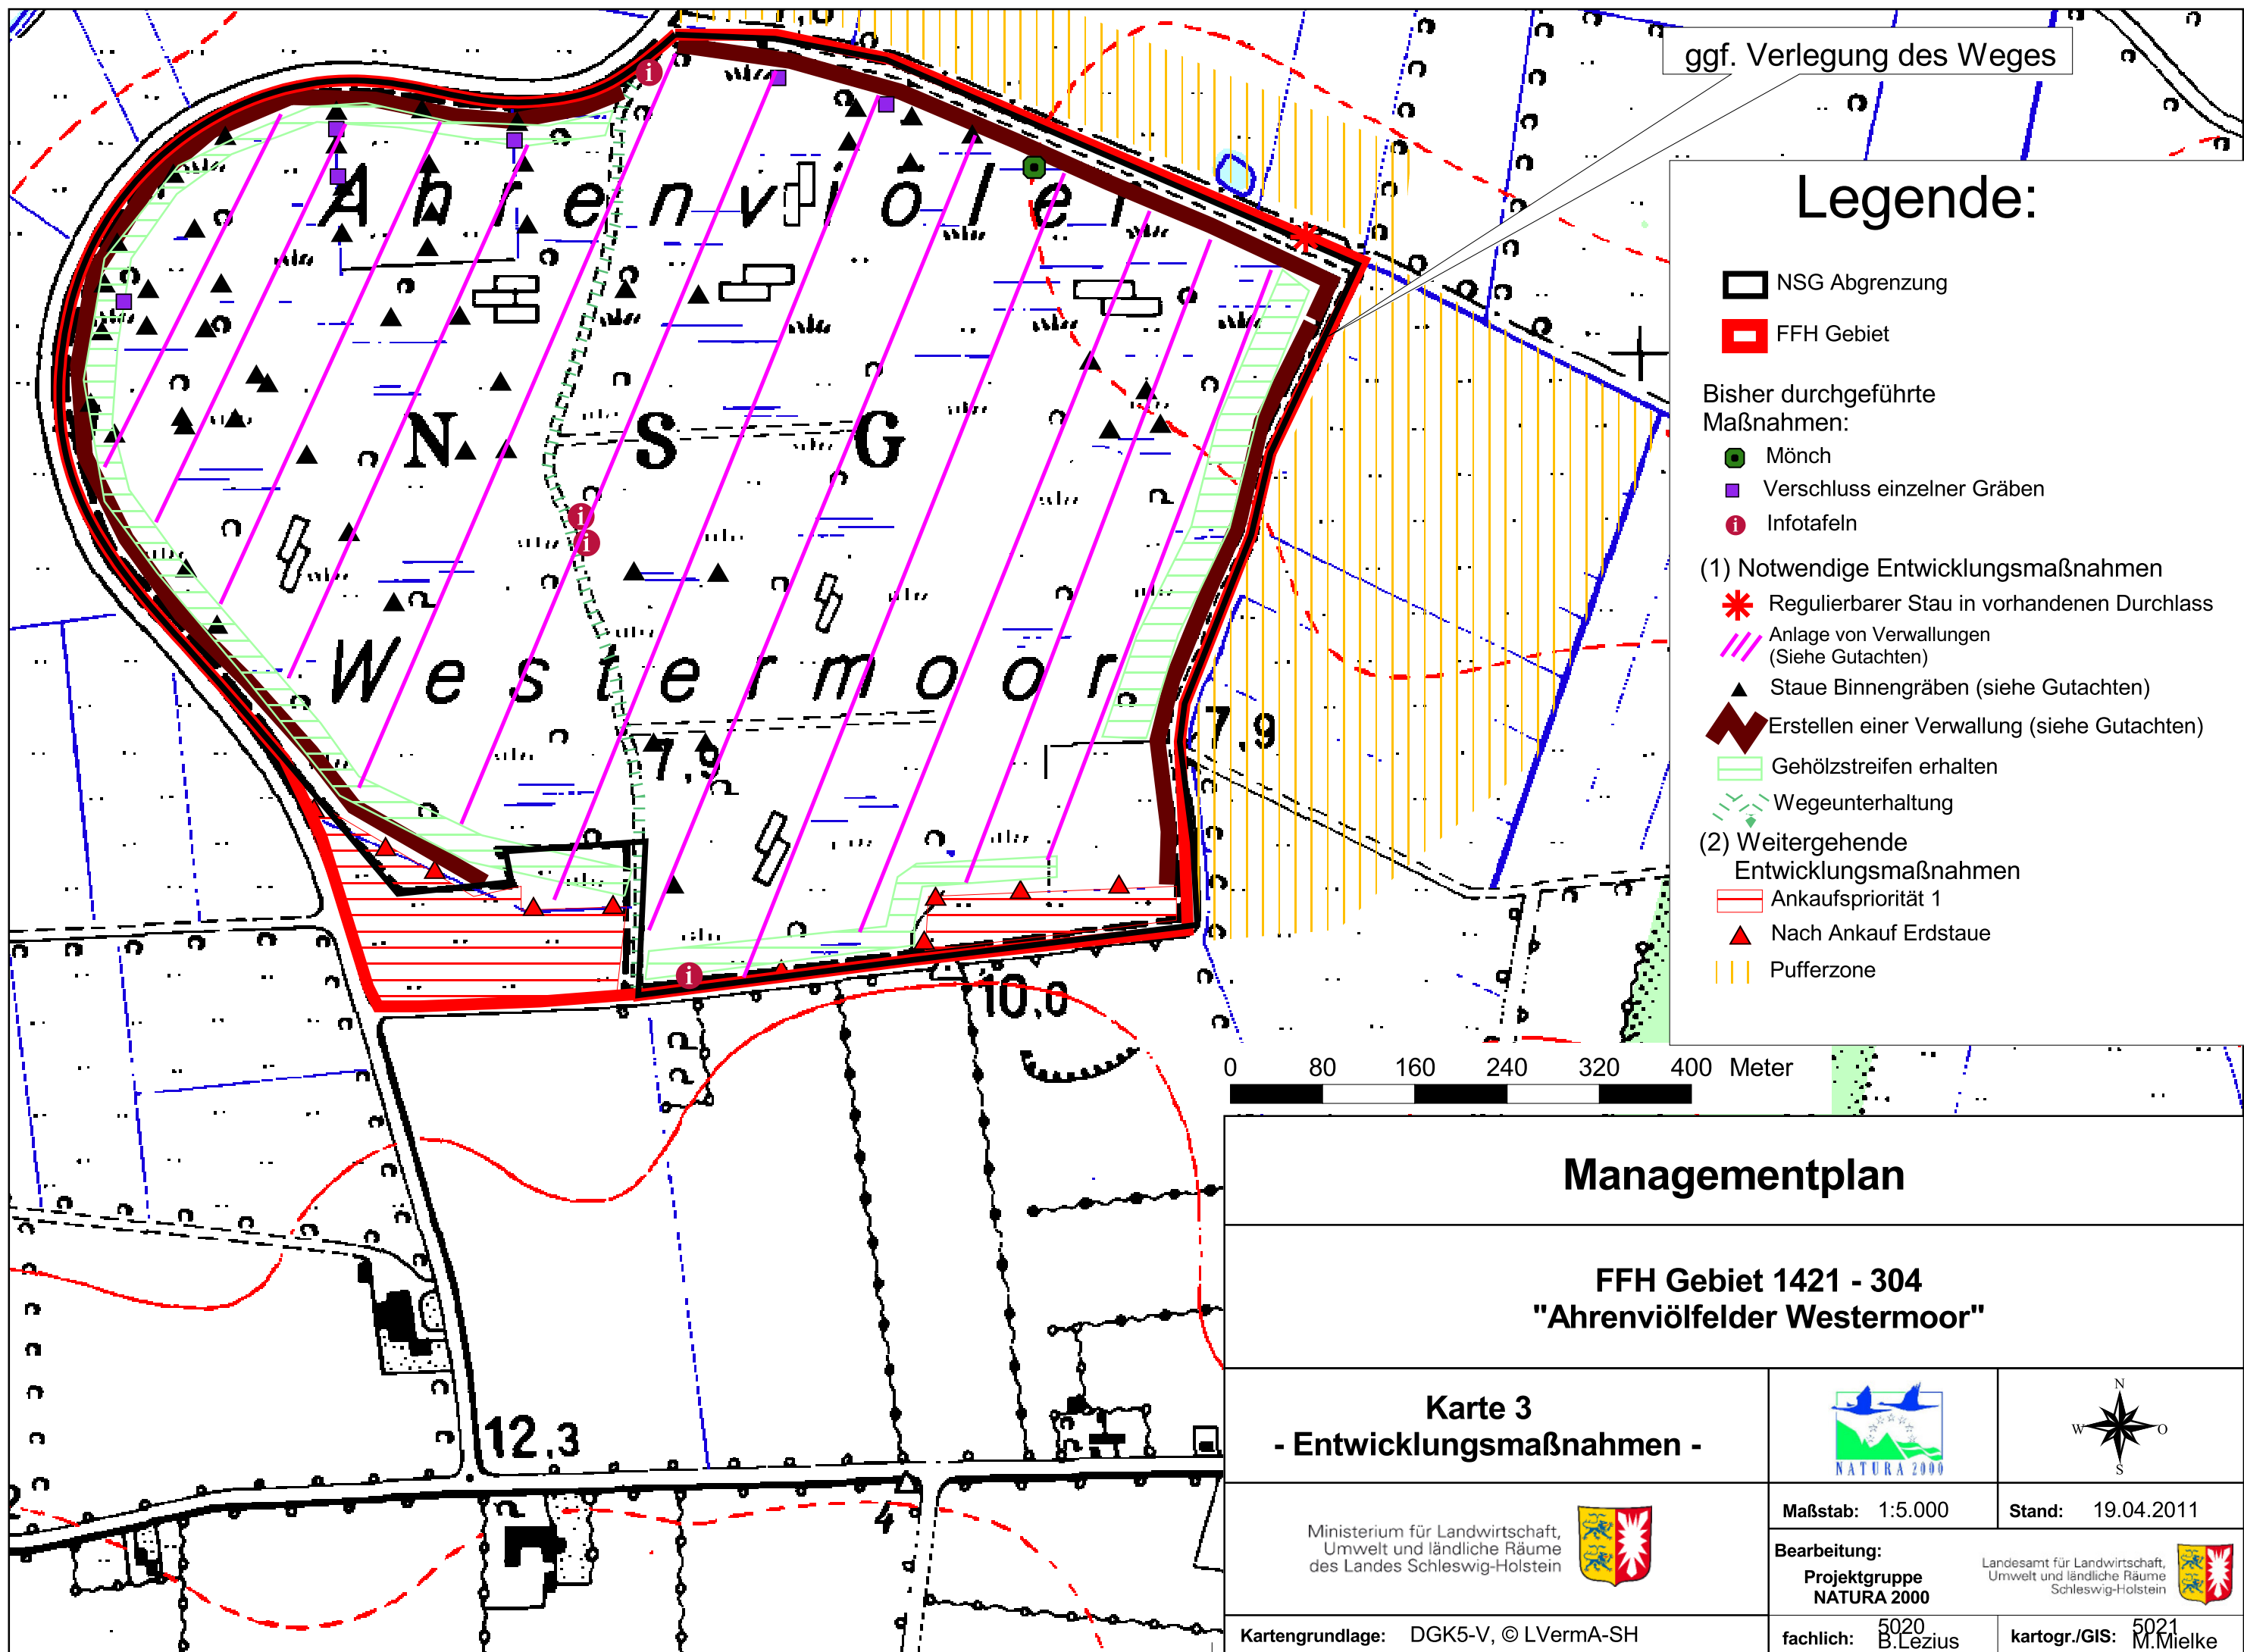 ggf. Verlegung des Weges
Ahrenviölel
N S G
Westermoor
7,9
7,9
10,0
12,3
4
Legende:
NSG Abgrenzung
FFH Gebiet
Bisher durchgeführte
Maßnahmen:
Mönch
Verschluss einzelner Gräben
i Infotafeln
(1) Notwendige Entwicklungsmaßnahmen
Regulierbarer Stau in vorhandenen Durchlass
Anlage von Verwallungen
(Siehe Gutachten)
Staue Binnengräben (siehe Gutachten)
Erstellen einer Verwallung (siehe Gutachten)
Gehölzstreifen erhalten
Wegeunterhaltung
(2) Weitergehende
Entwicklungsmaßnahmen
Ankaufspriorität 1
Nach Ankauf Erdstaue
Pufferzone
0 80 160 240 320 400 Meter
Managementplan
FFH Gebiet 1421 - 304
"Ahrenviölfelder Westermoor"
Karte 3
- Entwicklungsmaßnahmen -
NATURA 2000
N
W O
S
Ministerium für Landwirtschaft,
Umwelt und ländliche Räume
des Landes Schleswig-Holstein
Maßstab: 1:5.000
Stand: 19.04.2011
Bearbeitung:
Projektgruppe
NATURA 2000
Landesamt für Landwirtschaft,
Umwelt und ländliche Räume
Schleswig-Holstein
Kartengrundlage: DGK5-V, © LVermA-SH
fachlich: 5020
B.Lezius
kartogr./GIS: 5021
M.Mielke